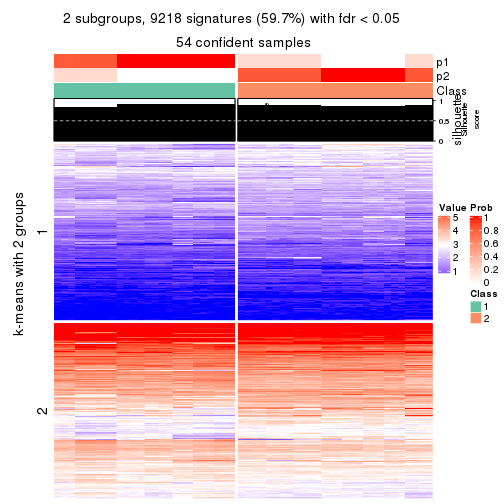 2 subgroups, 9218 signatures (59.7%) with fdr < 0.05
54 confident samples
p1
p2
Class
1
0.5
0
silhouette
Silhouette
score
k-means with 2 groups
1
2
Value
5
4
3
2
1
Prob
1
0.8
0.6
0.4
0.2
0
Class
1
2